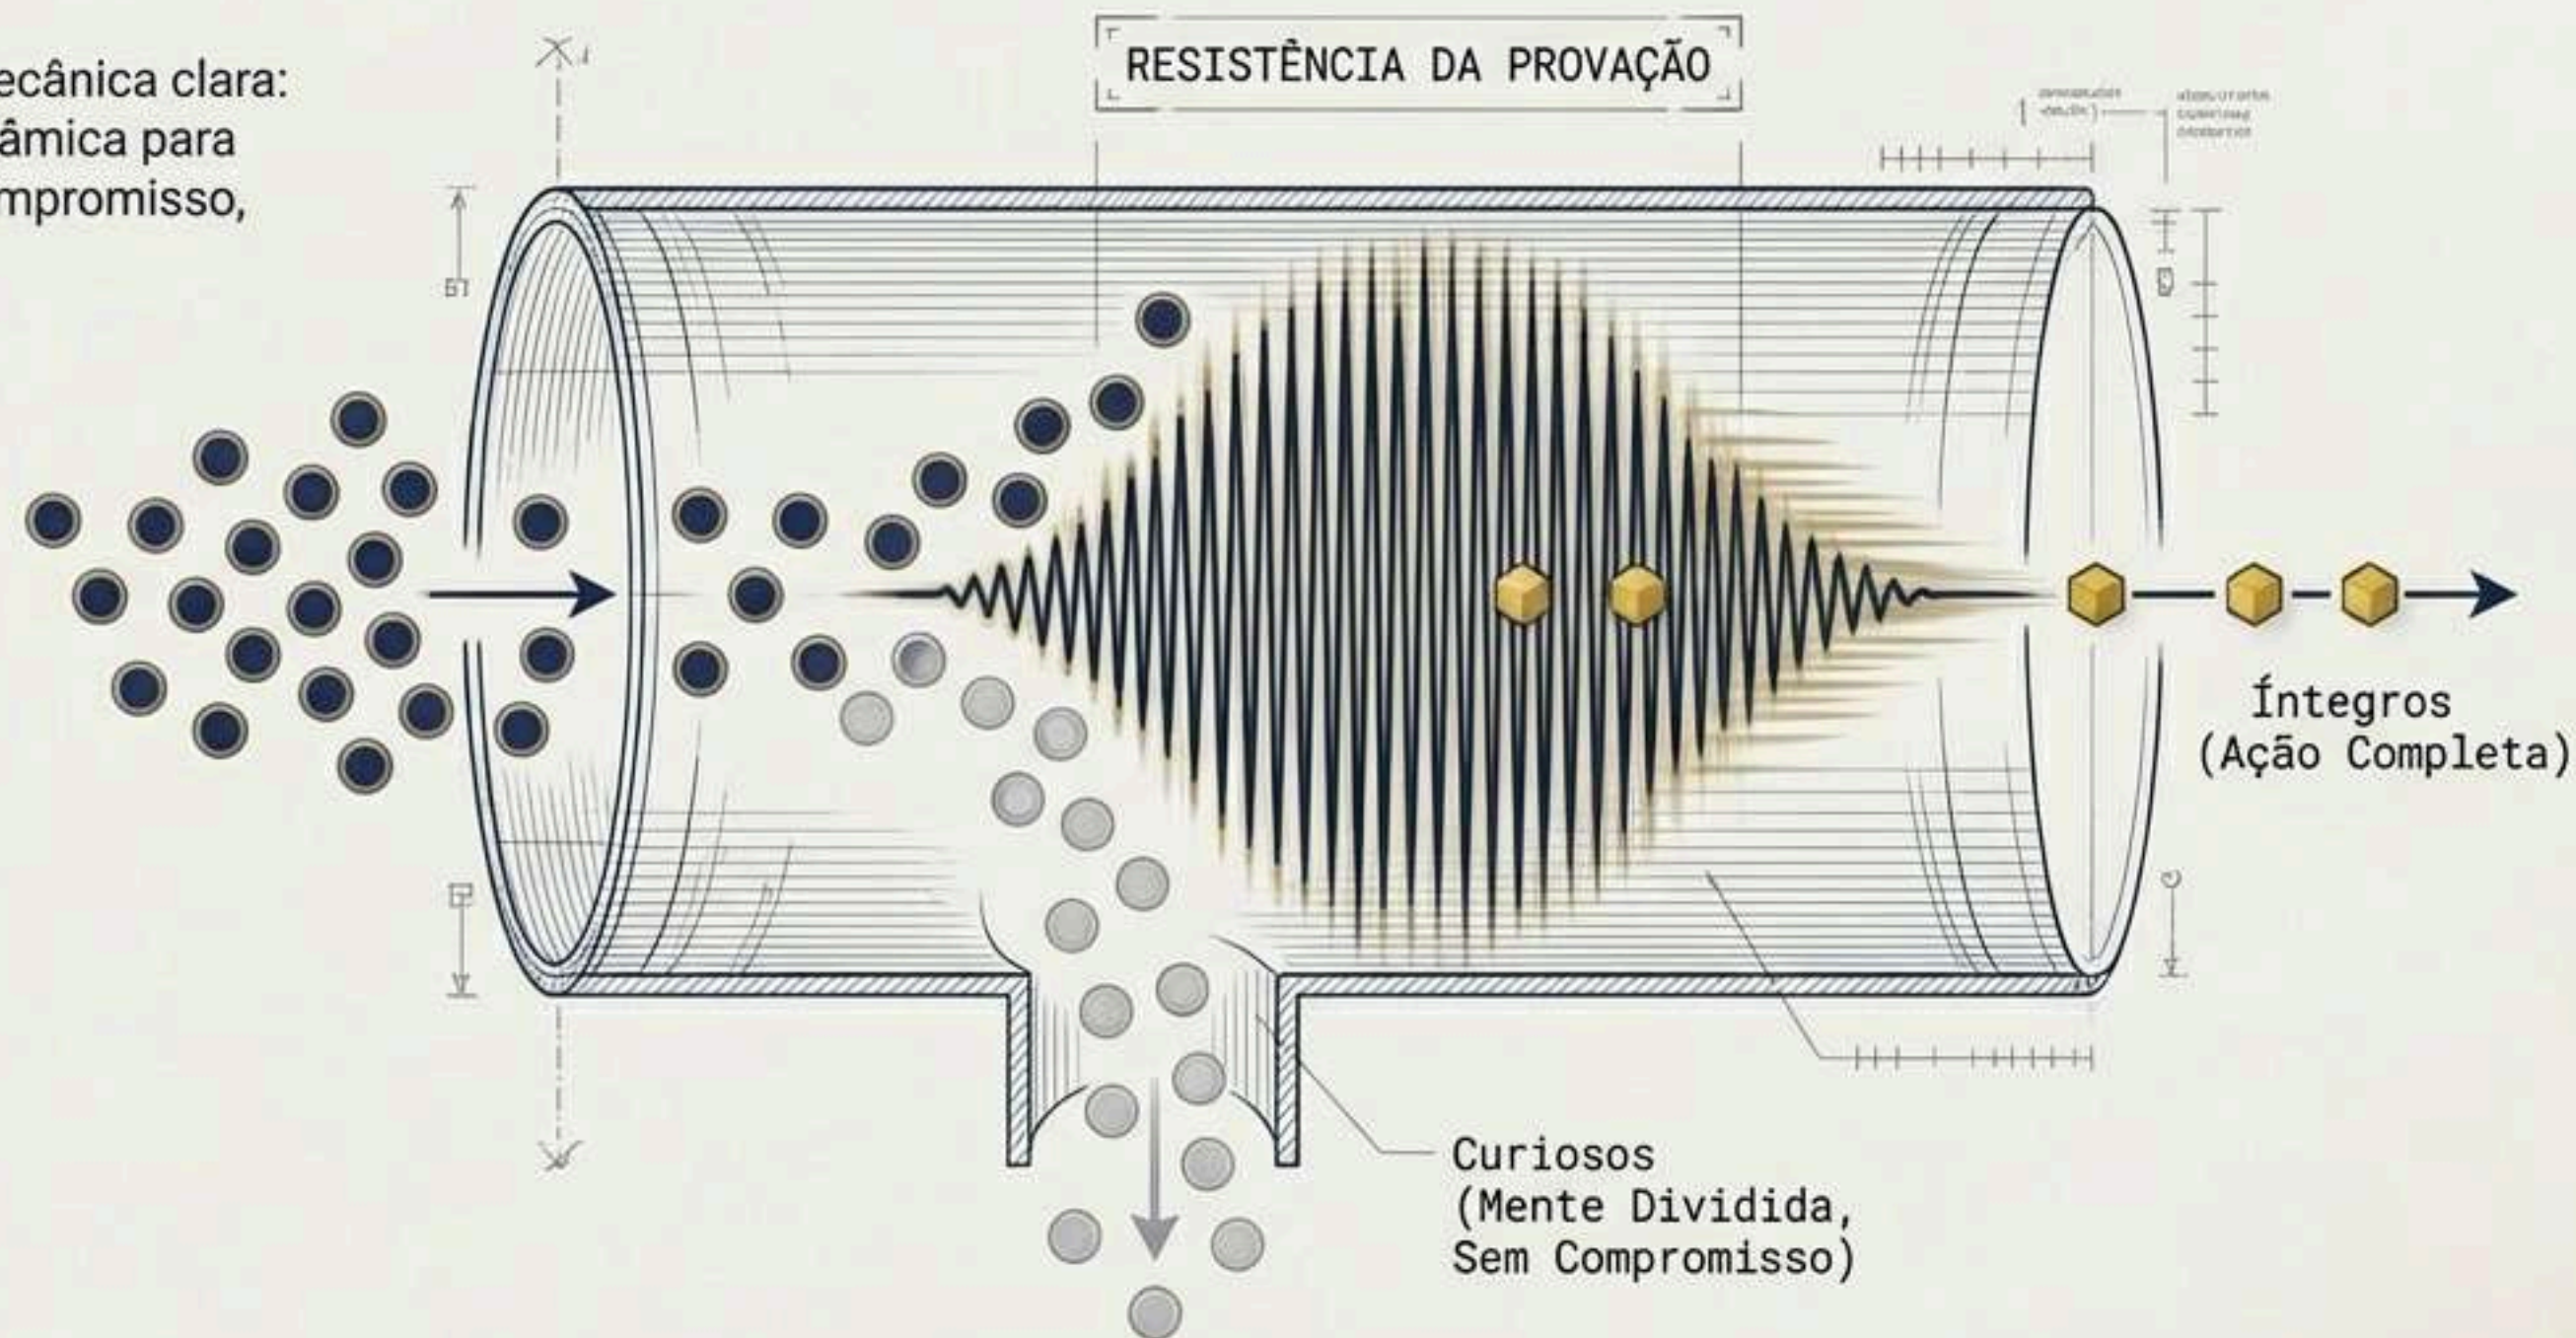 ecânica clara:
âmica para
mpromisso,
RESISTÊNCIA DA PROVAÇÃO
Íntegros
(Ação Completa)
Curiosos
(Mente Dividida,
Sem Compromisso)